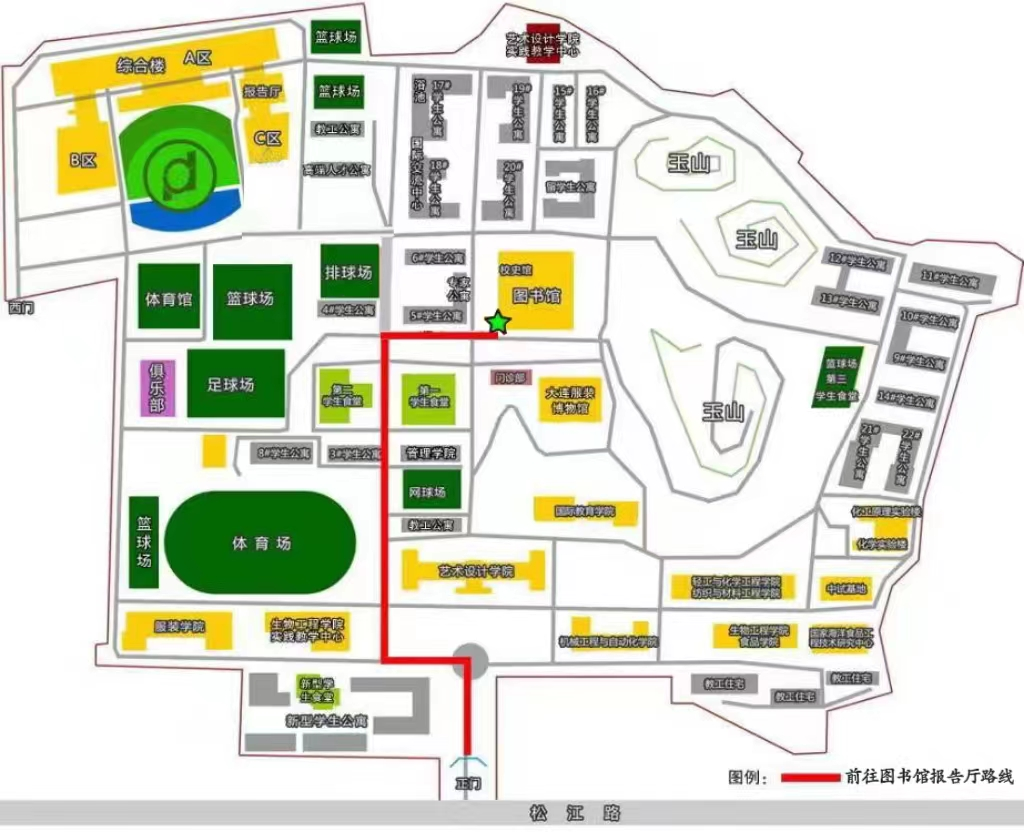 篮球场
艺术设计学院
实践教学中心
综合楼 A区
报告厅
篮球场
浴池
17#学生公寓
19#学生公寓
15#学生公寓
16#学生公寓
教工公寓
C区
B区
高端人才公寓
国际交流中心
18#学生公寓
20#学生公寓
留学生公寓
玉山
玉山
6#学生公寓
校史馆
图书馆
专家公寓
排球场
4#学生公寓
5#学生公寓
体育馆
篮球场
西门
12#学生公寓
11#学生公寓
13#学生公寓
10#学生公寓
9#学生公寓
14#学生公寓
篮球场
第三
学生食堂
俱乐部
足球场
第二
学生食堂
第一
学生食堂
门诊部
大连服装
博物馆
玉山
21#学生公寓
22#学生公寓
8#学生公寓
3#学生公寓
管理学院
网球场
教工公寓
国际教育学院
化工原理实验楼
化学实验楼
篮球场
体育场
艺术设计学院
轻工与化学工程学院
纺织与材料工程学院
中试基地
服装学院
生物工程学院
实践教学中心
机械工程与自动化学院
生物工程学院
食品学院
国家海洋食品工
程技术研究中心
教工住宅
教工住宅
教工住宅
新型学
生食堂
新型学生公寓
正门
图例：
前往图书馆报告厅路线
松江路